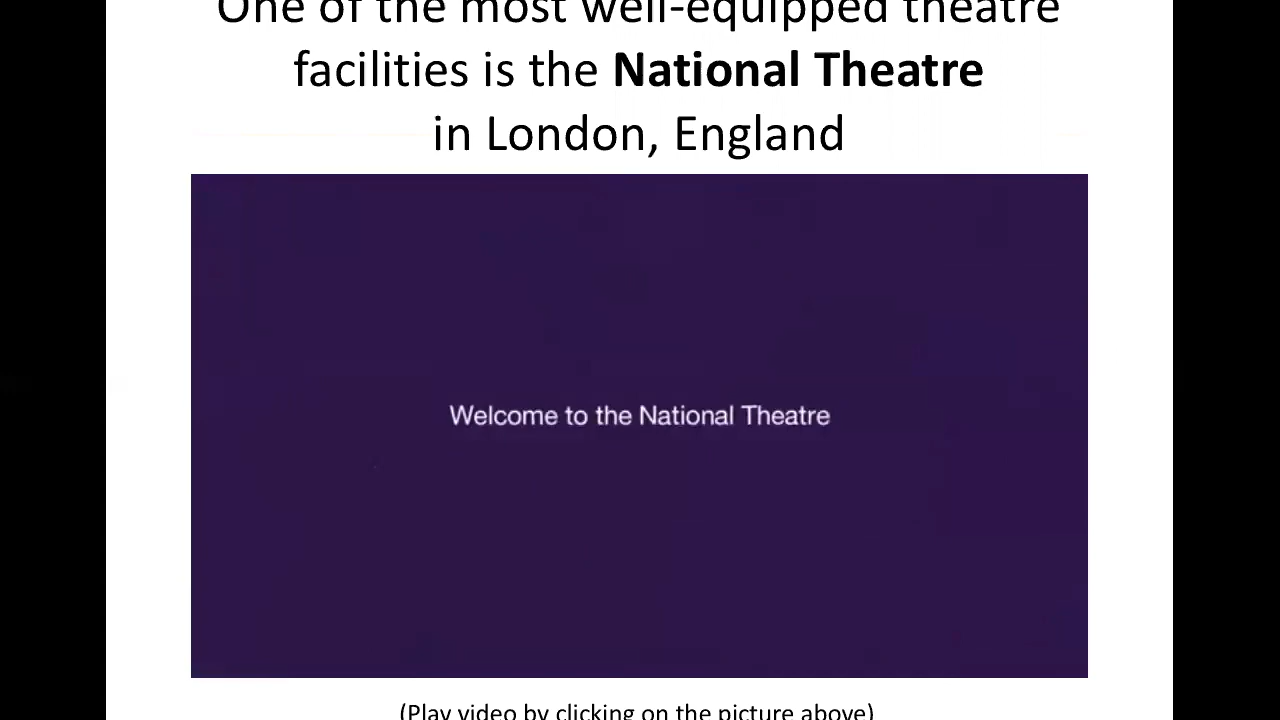 One of the most well-equipped theatre
facilities is the National Theatre
in London, England
Welcome to the National Theatre
(Play video by clicking on the picture above)